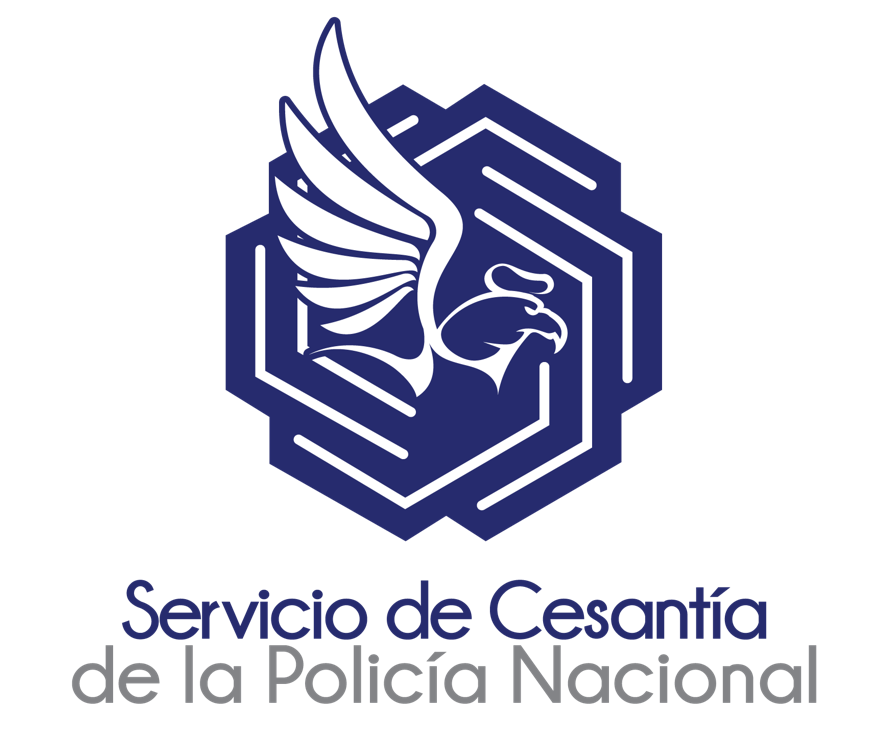 Servicio de Cesantía
de la Policía Nacional